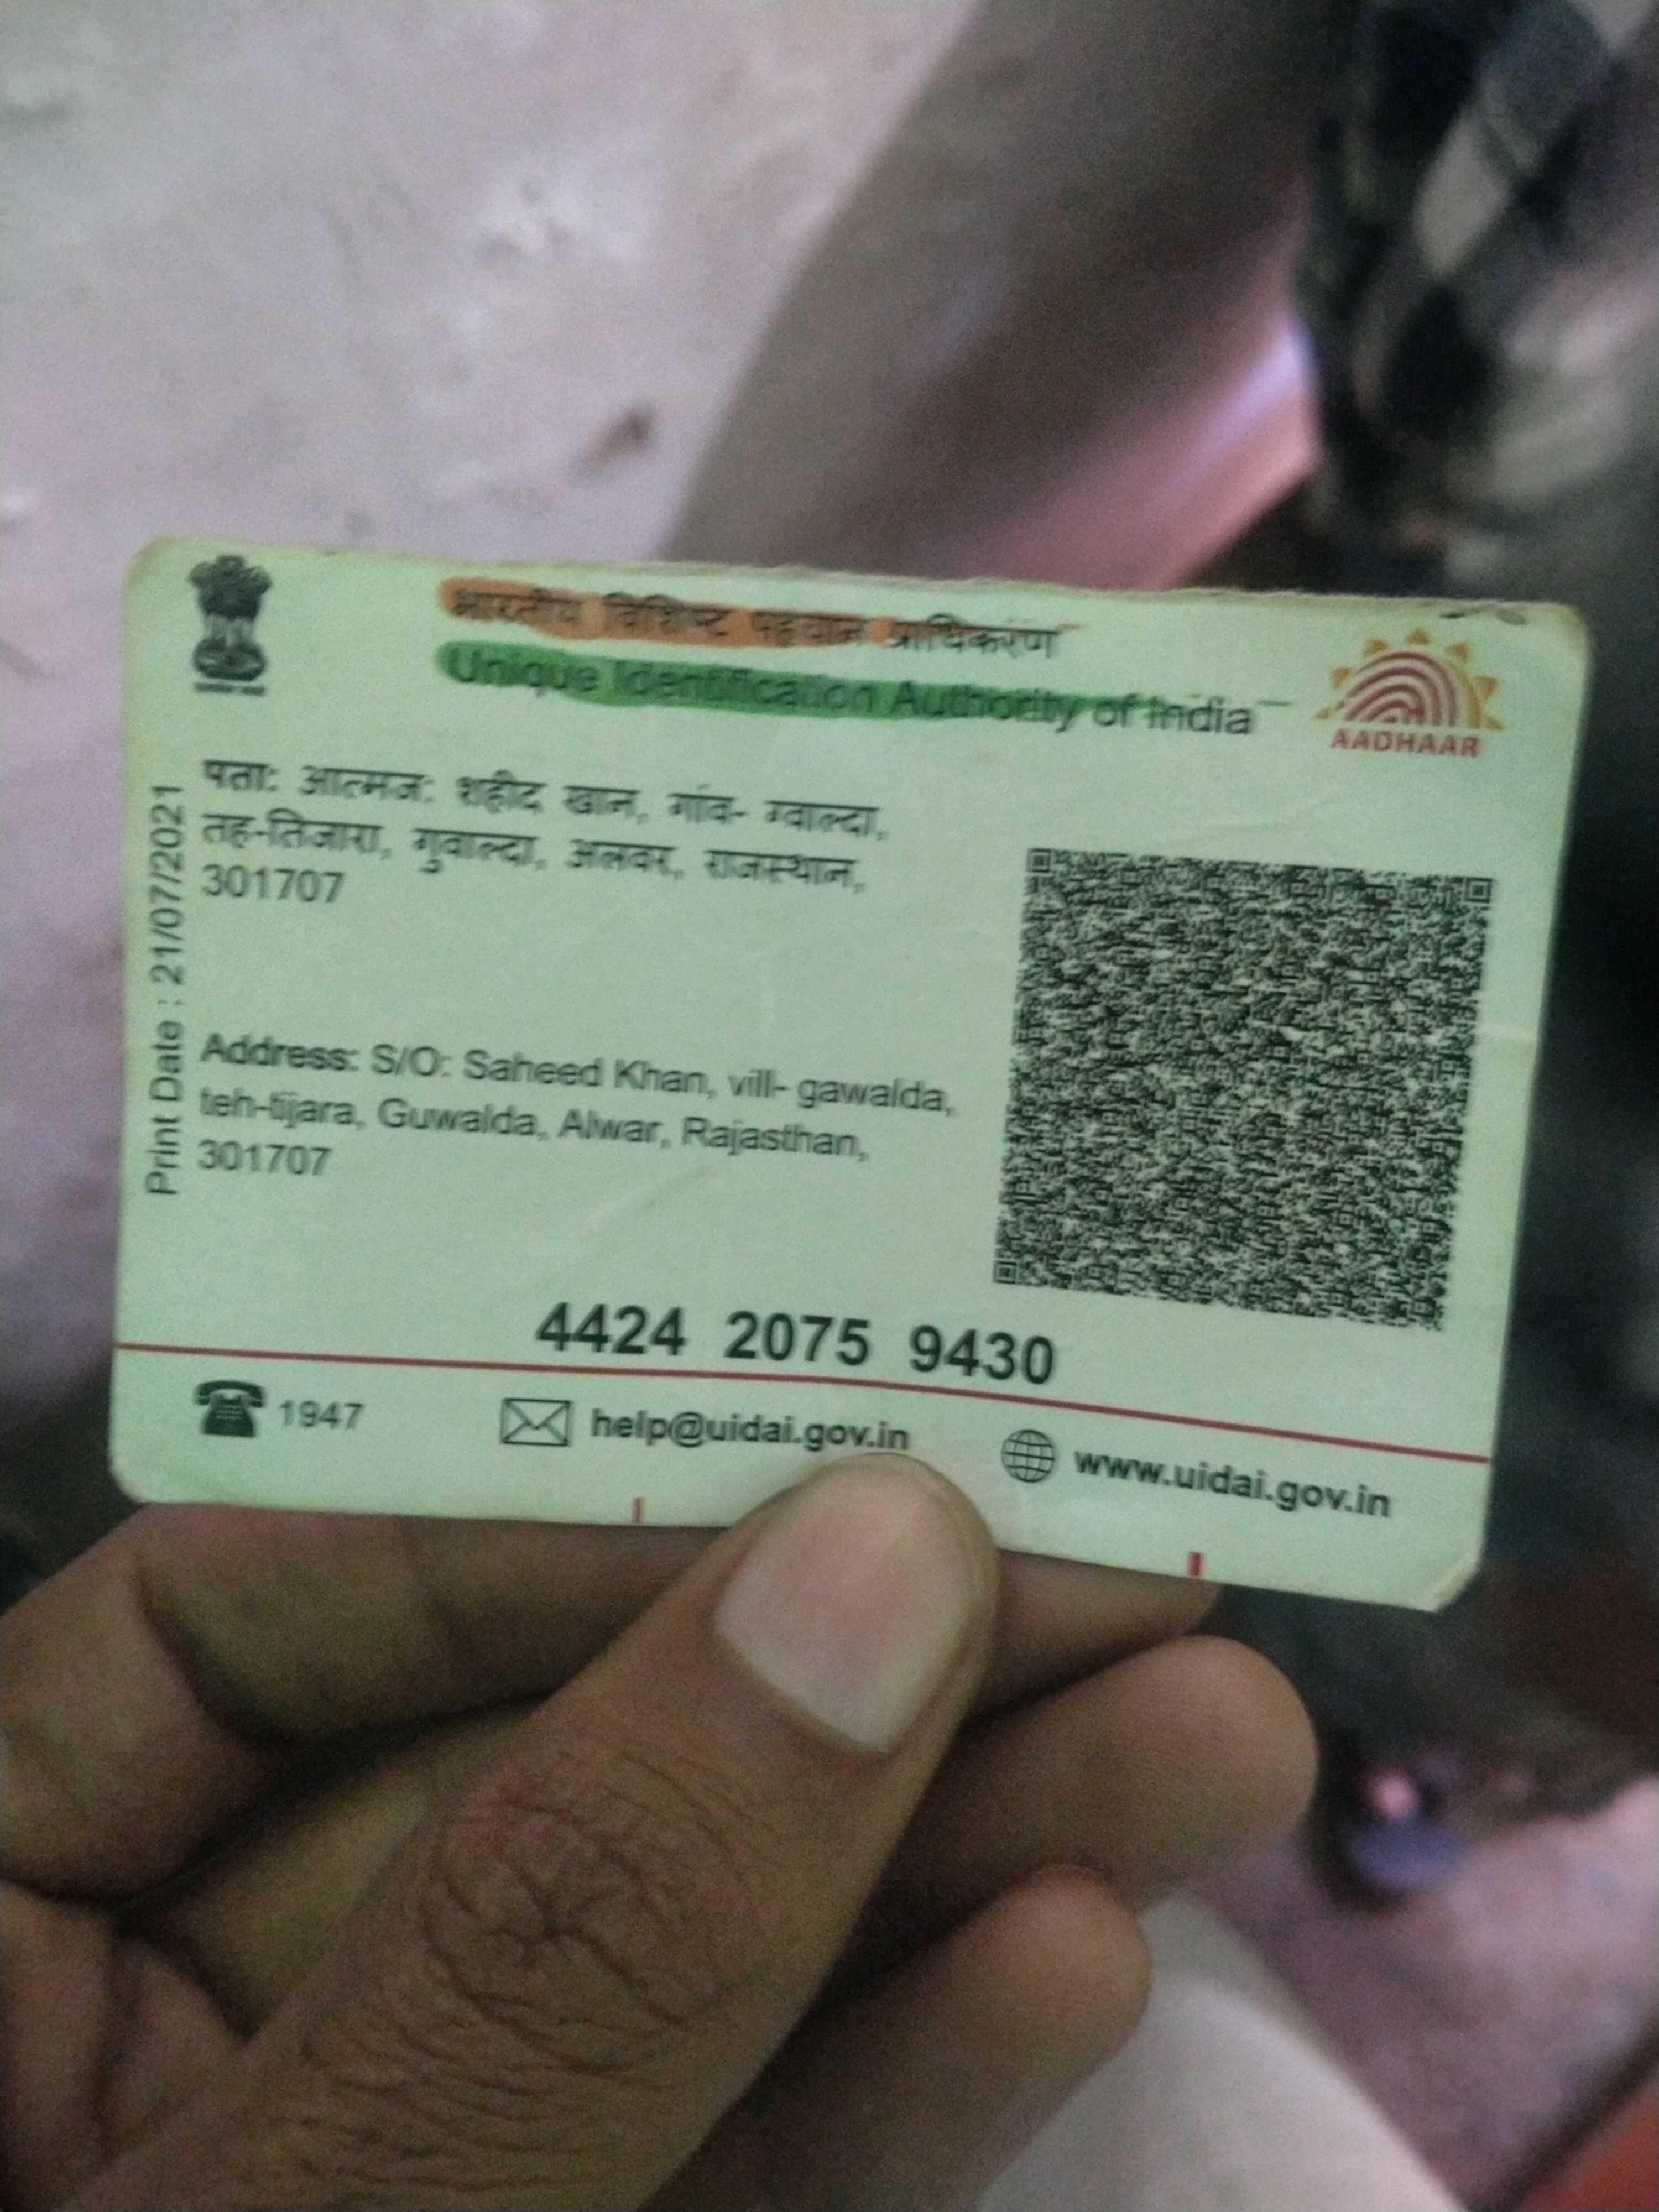 भारतीय विशिष्ट पहचान प्राधिकरण
Unique Identification Authority of India
AADHAAR
Print Date : 21/07/2021
पता: आत्मज: शहीद खान, गांव- ग्वाल्दा,
तह-तिजारा, गुवाल्दा, अलवर, राजस्थान,
301707
Address: S/O: Saheed Khan, vill- gawalda,
teh-tijara, Guwalda, Alwar, Rajasthan,
301707
4424 2075 9430
1947
help@uidai.gov.in
www.uidai.gov.in